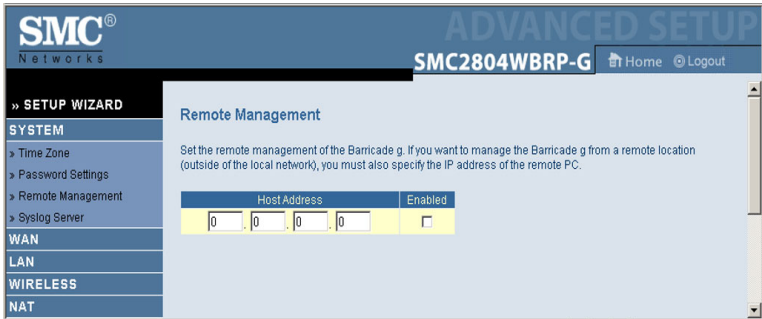 ADVANCED SETUP
SMC®
Networks
SMC2804WBRP-G
Home
Logout
» SETUP WIZARD
SYSTEM
» Time Zone
» Password Settings
» Remote Management
» Syslog Server
WAN
LAN
WIRELESS
NAT
Remote Management
Set the remote management of the Barricade g. If you want to manage the Barricade g from a remote location
(outside of the local network), you must also specify the IP address of the remote PC.
Host Address Enabled
0 . 0 . 0 . 0